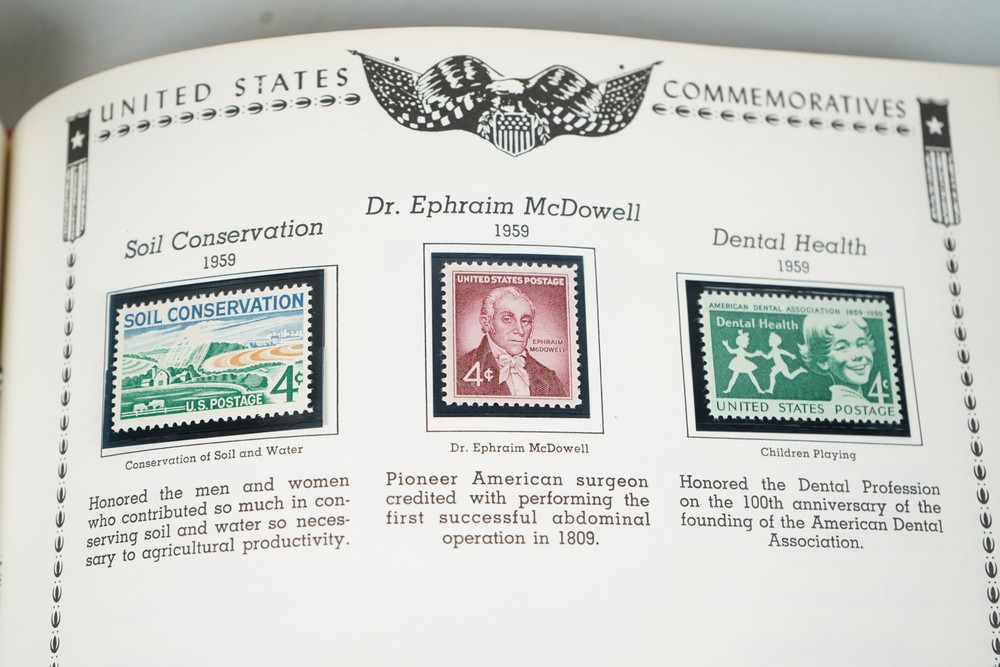 UNITED STATES COMMEMORATIVES
Soil Conservation
1959
SOIL CONSERVATION
4¢
U.S. POSTAGE
Conservation of Soil and Water
Honored the men and women
who contributed so much in con-
serving soil and water so neces-
sary to agricultural productivity.
Dr. Ephraim McDowell
1959
UNITED STATES POSTAGE
EPHRAIM
McDOWELL
4¢
Dr. Ephraim McDowell
Pioneer American surgeon
credited with performing the
first successful abdominal
operation in 1809.
Dental Health
1959
AMERICAN DENTAL ASSOCIATION 1859-1959
Dental Health
4¢
UNITED STATES POSTAGE
Children Playing
Honored the Dental Profession
on the 100th anniversary of the
founding of the American Dental
Association.